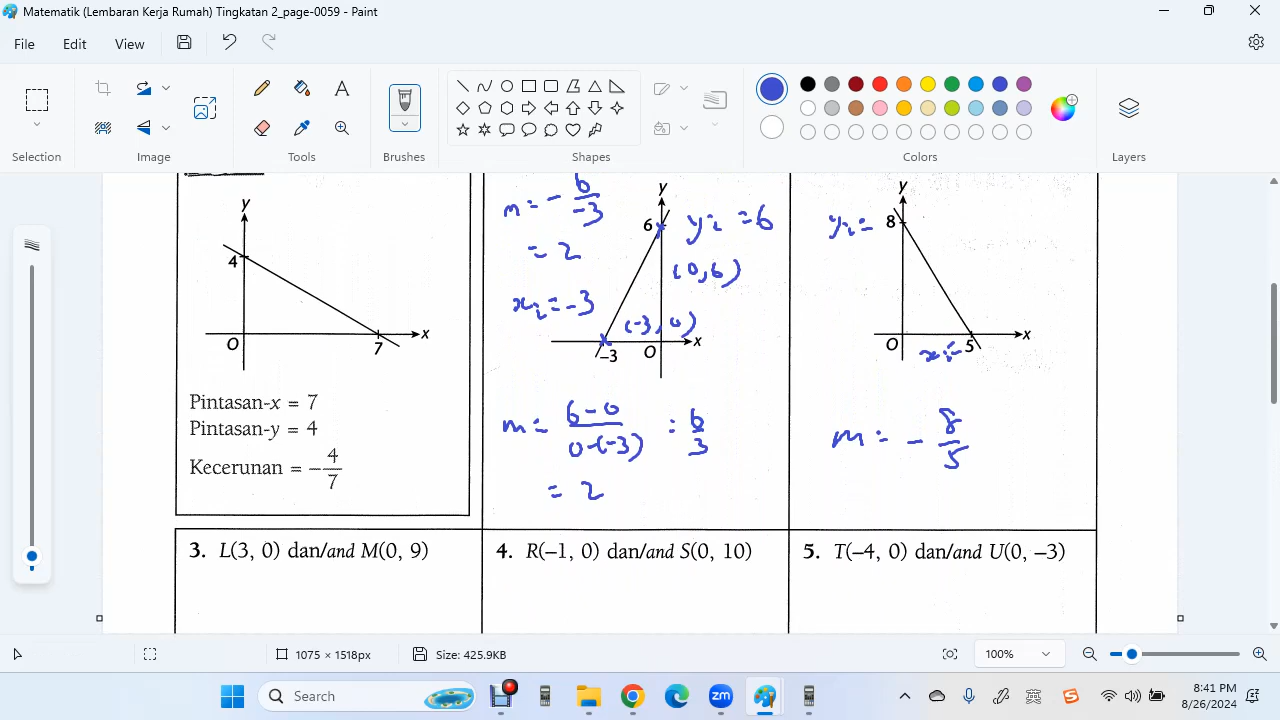 Matematik (Lembaran Kerja Rumah) Tingkatan 2_page-0059 - Paint
File Edit View
Selection Image Tools Brushes Shapes Colors Layers
y
4
O
7
x
Pintasan-x = 7
Pintasan-y = 4
Kecerunan = -4/7
m = - 6/-3
= 2
xi = -3
y
6
yi = 6
(0,6)
(-3, 0)
-3
O
x
m = 6-0/0-(-3) = 6/3
= 2
y
yi = 8
O
xi = 5
x
m = - 8/5
3. L(3, 0) dan/and M(0, 9)
4. R(–1, 0) dan/and S(0, 10)
5. T(–4, 0) dan/and U(0, –3)
1075 × 1518px
Size: 425.9KB
100%
Search
zm
英
8:41 PM
8/26/2024